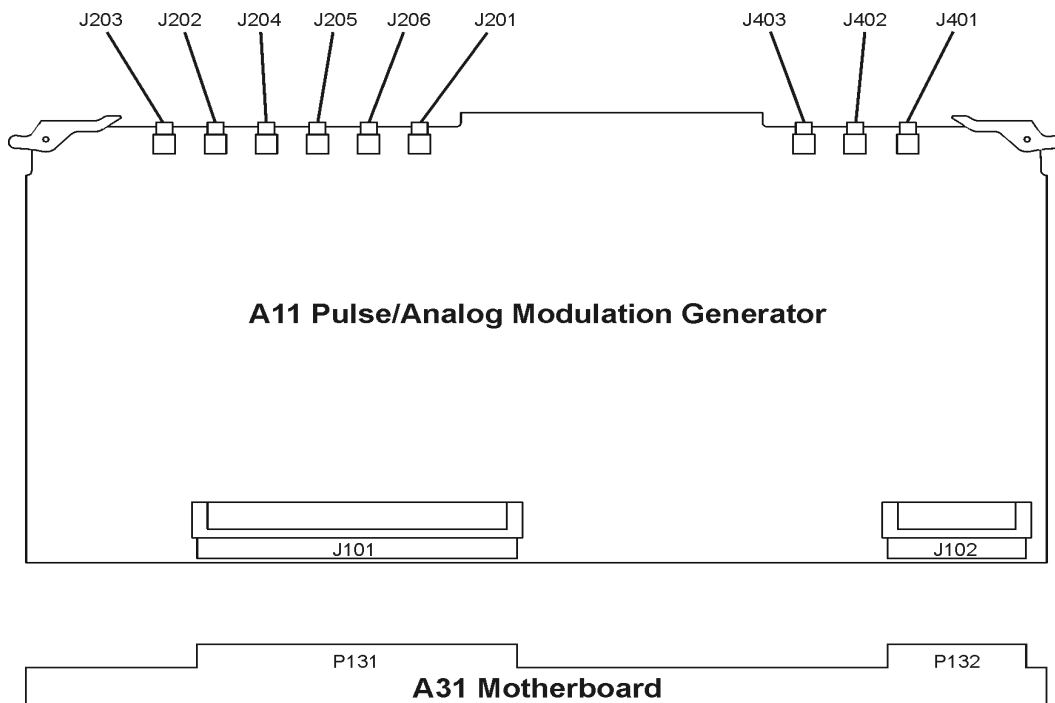 J203 J202 J204 J205 J206 J201 J403 J402 J401
A11 Pulse/Analog Modulation Generator
J101 J102
P131 P132
A31 Motherboard